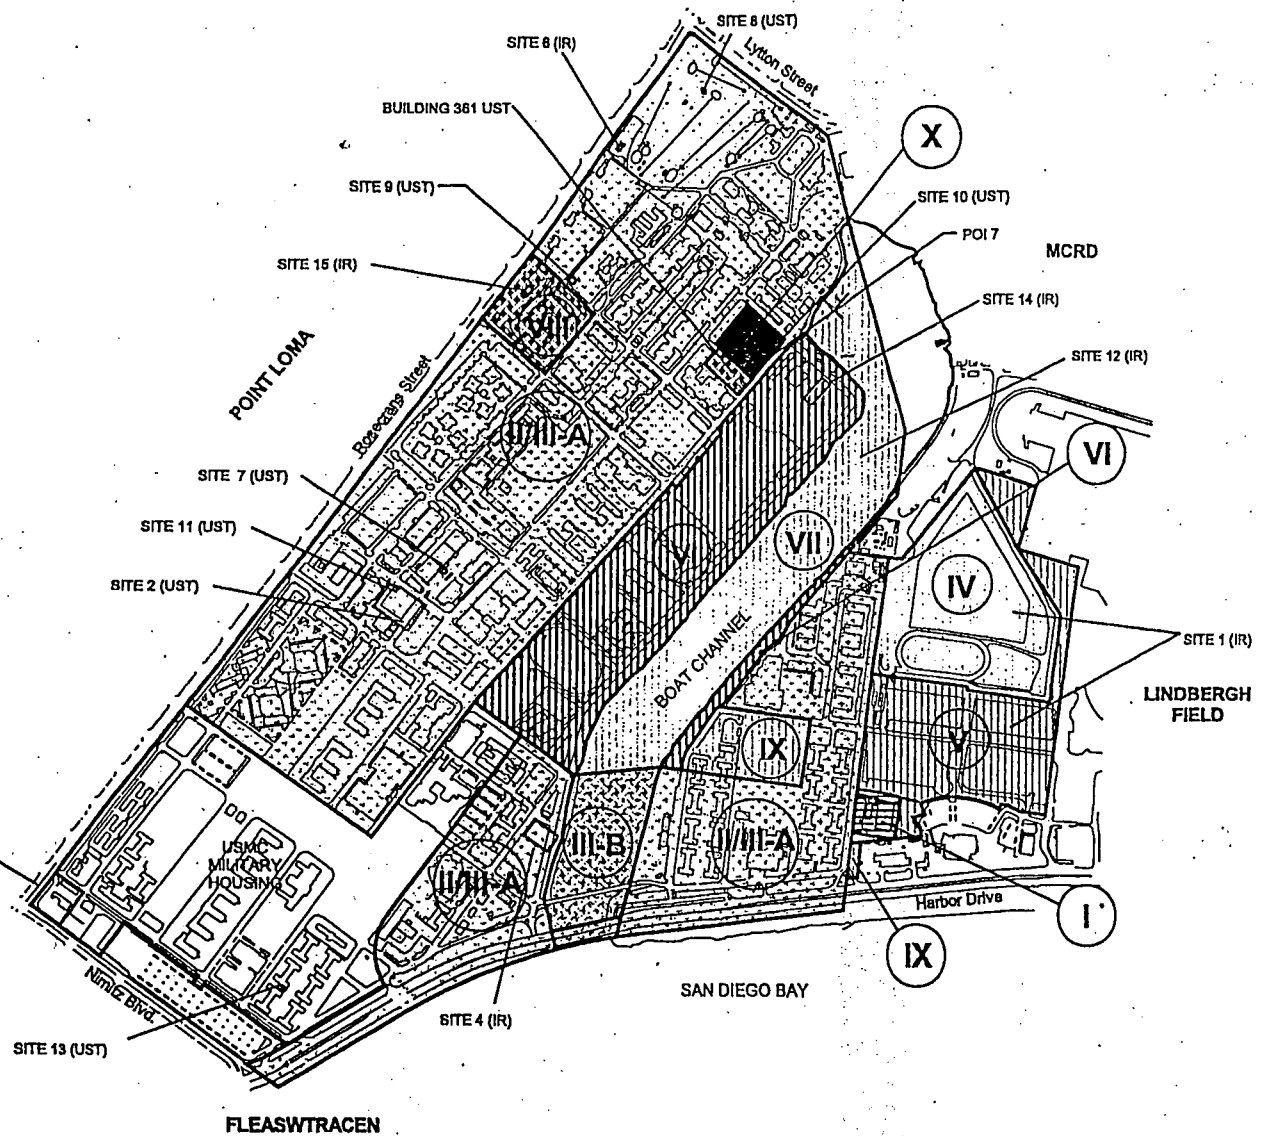 SITE 8 (UST)
SITE 6 (IR)
Lytton Street
BUILDING 361 UST
X
SITE 9 (UST)
SITE 10 (UST)
POI 7
MCRD
SITE 15 (IR)
SITE 14 (IR)
VIII
POINT LOMA
Rosecrans Street
SITE 12 (IR)
II/III-A
VI
SITE 7 (UST)
SITE 11 (UST)
V
VII
IV
SITE 2 (UST)
SITE 1 (IR)
BOAT CHANNEL
LINDBERGH
FIELD
IX
V
USMC
MILITARY
HOUSING
III-B
II/III-A
II/III-A
Harbor Drive
I
IX
Nimitz Blvd.
SAN DIEGO BAY
SITE 4 (IR)
SITE 13 (UST)
FLEASWTRACEN